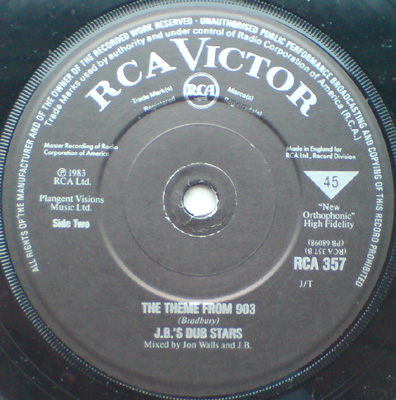 ALL RIGHTS OF THE MANUFACTURER AND OF THE OWNER OF THE RECORDED WORK RESERVED - UNAUTHORISED PUBLIC PERFORMANCE BROADCASTING AND COPYING OF THIS RECORD PROHIBITED
Trade Marks used by authority and under control of Radio Corporation of America (R.C.A.)
RCA VICTOR
Trade Mark(s)
Registered
RCA
Marca(s)
Master Recording of Radio
Corporation of America
Made in England for
RCA Ltd., Record Division
℗ 1983
RCA Ltd.
45
Plangent Visions
Music Ltd.
Side Two
"New
Orthophonic"
High Fidelity
(PB 68098)
(RCA 357 B)
RCA 357
J/T
THE THEME FROM 903
(Bradbury)
J.B.'S DUB STARS
Mixed by Jon Walls and J.B.